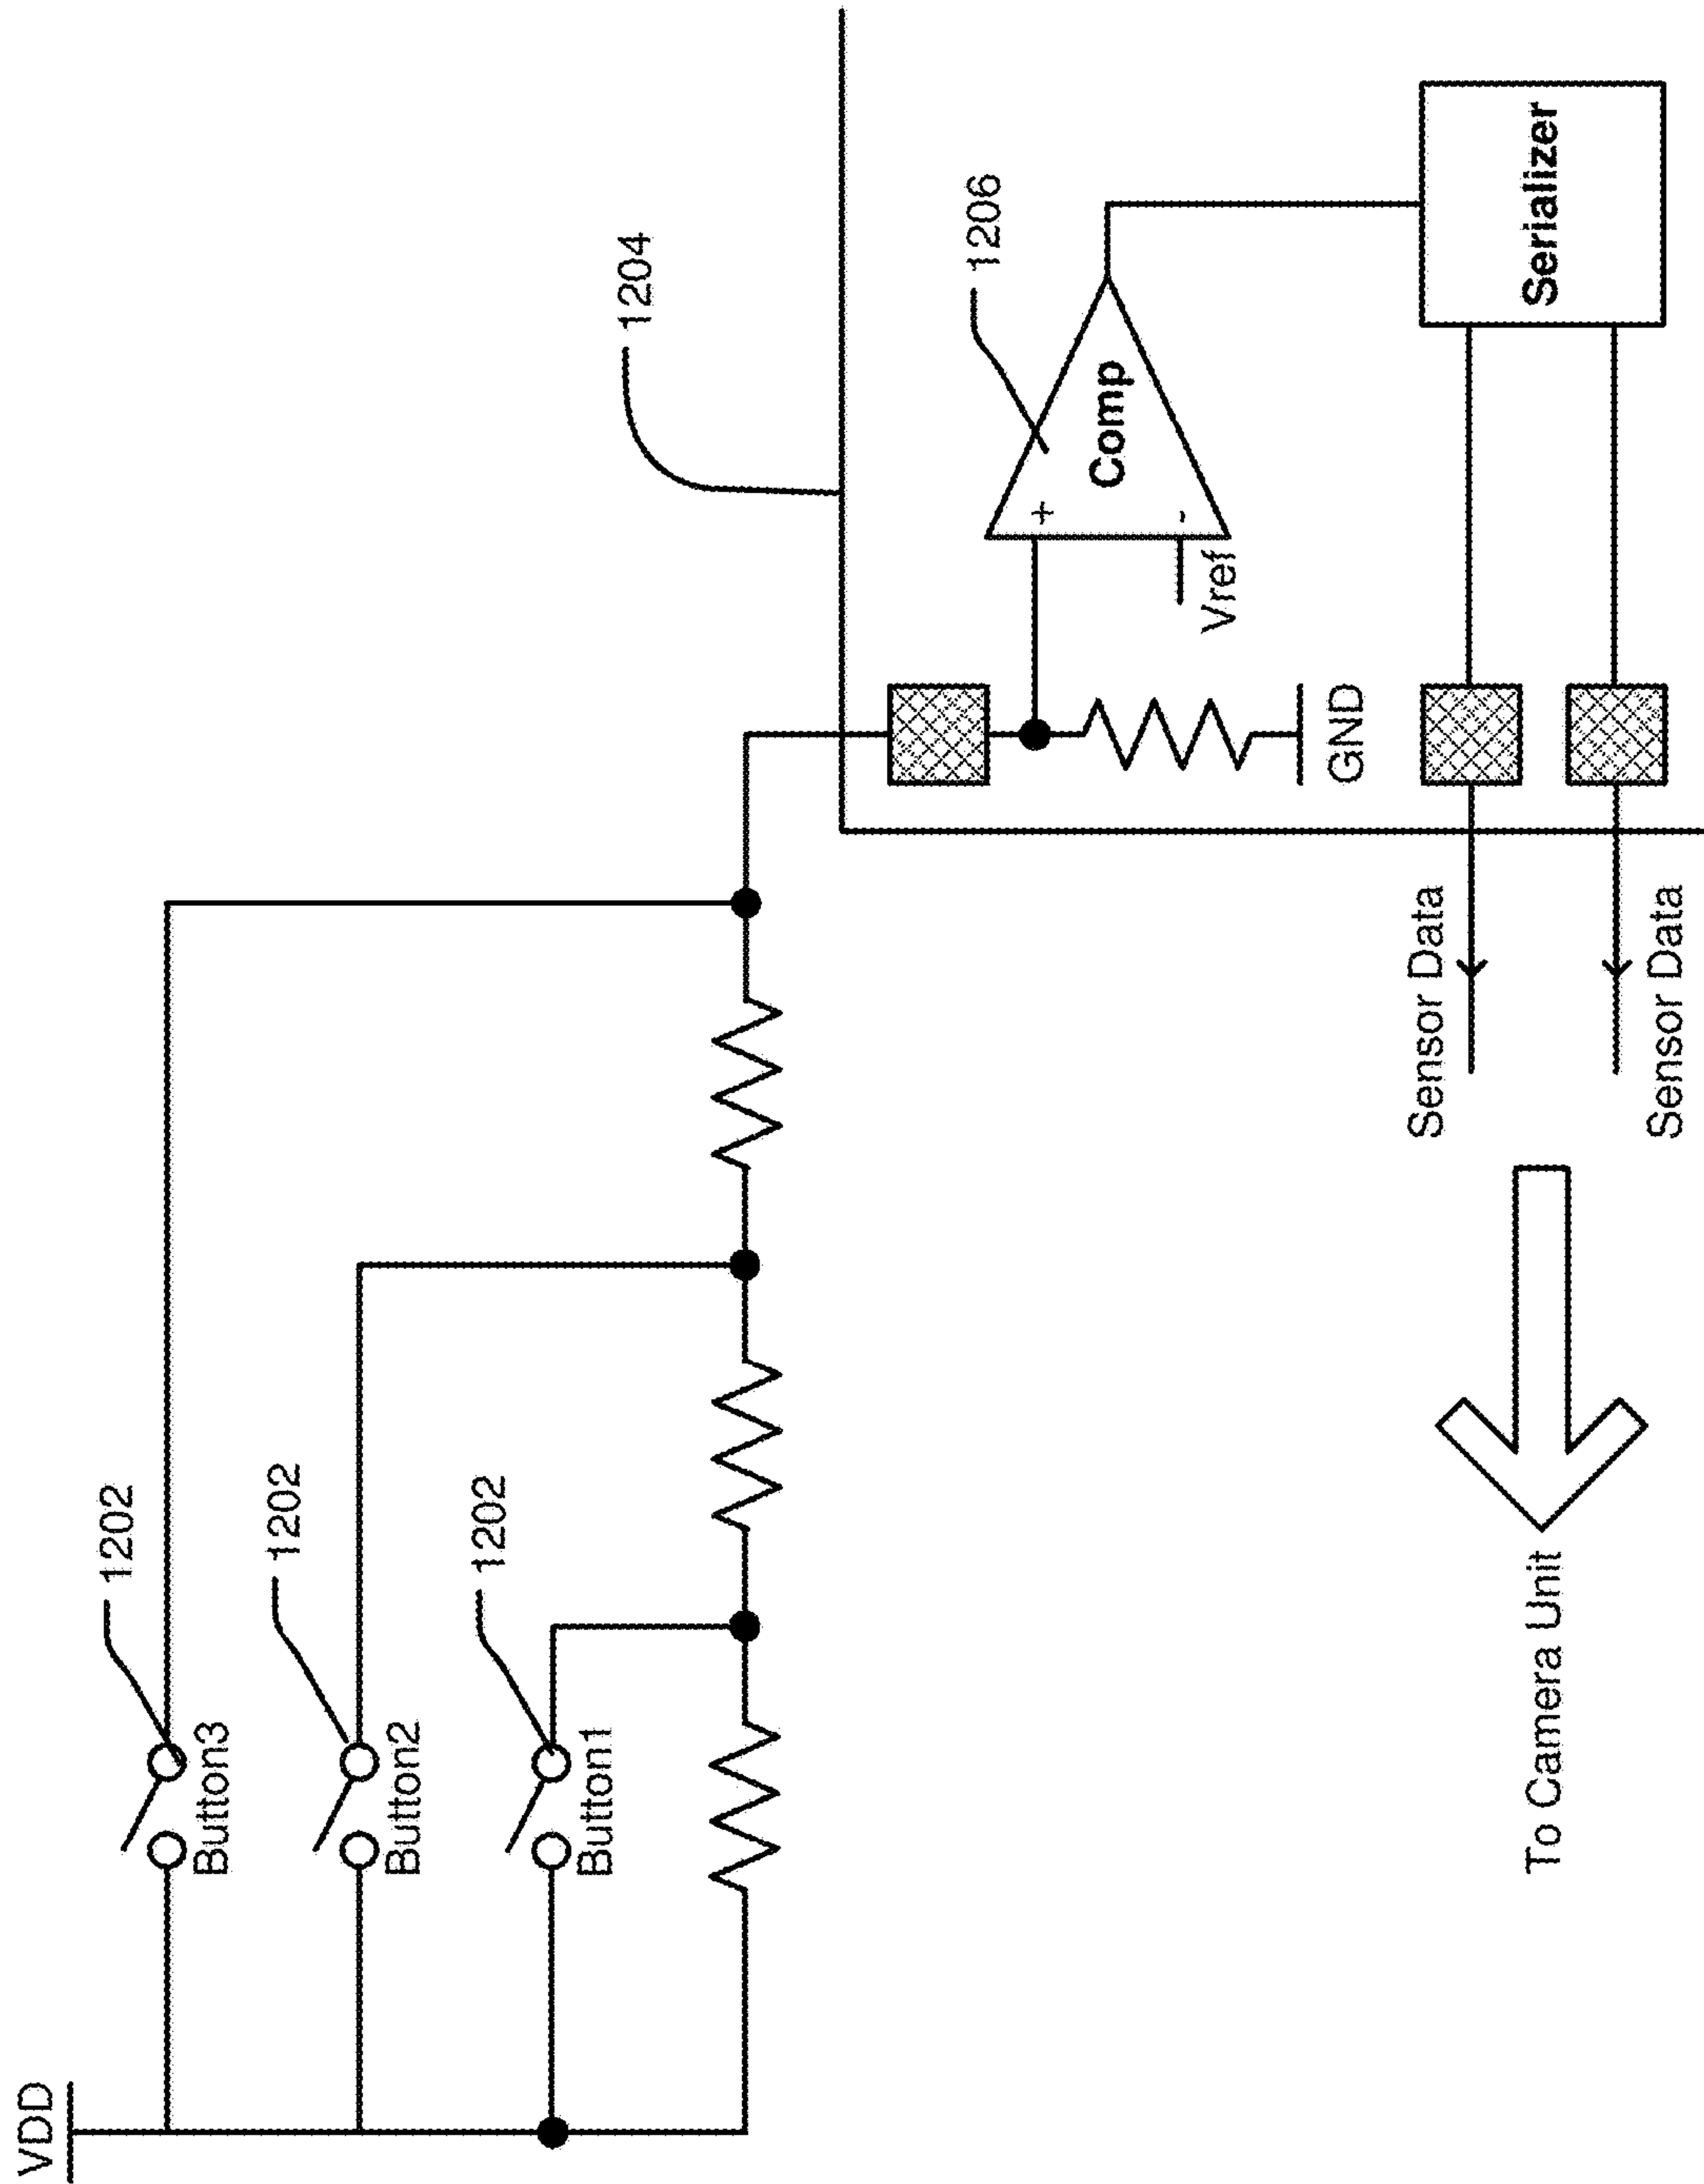 VDD
1202
Button3
1202
Button2
1202
Button1
1204
1206
+
Comp
-
Vref
GND
Serializer
Sensor Data
Sensor Data
To Camera Unit